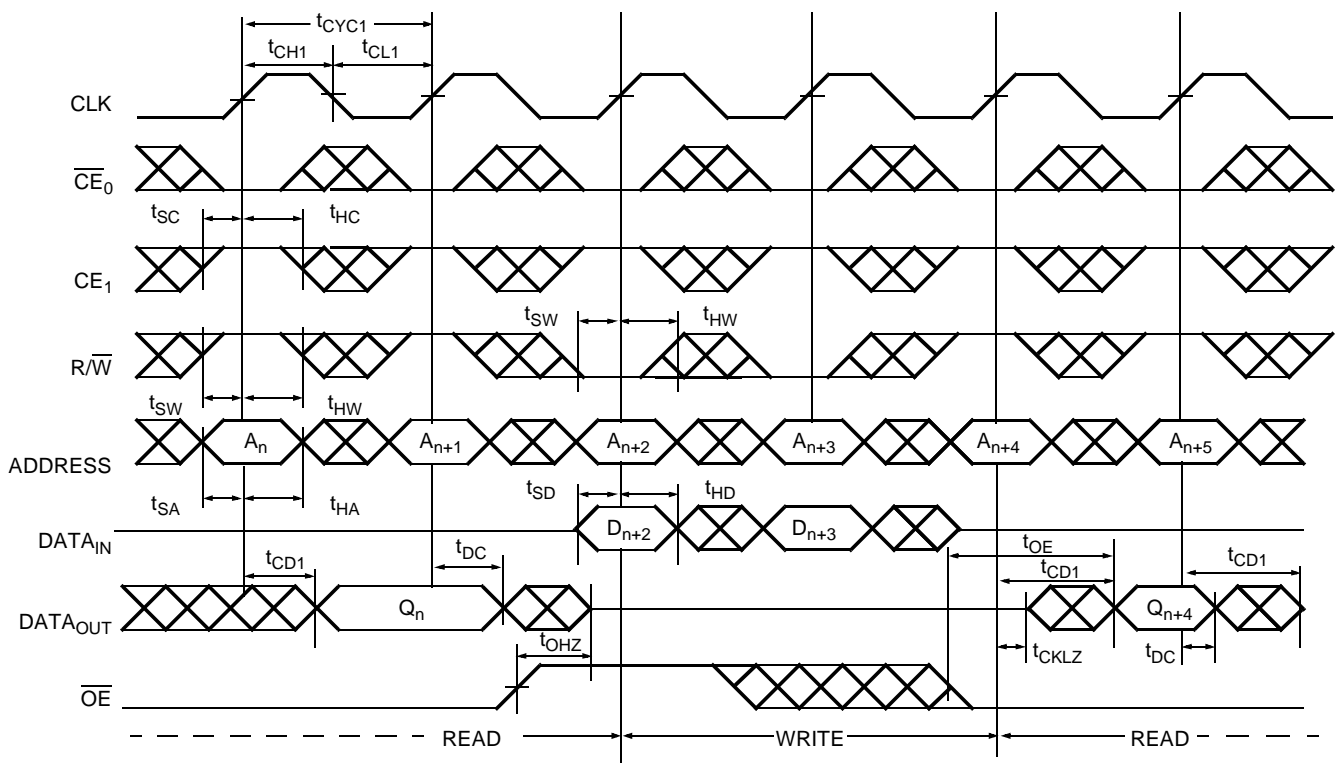 tCYC1
tCH1 tCL1
CLK
CE0
tSC tHC
CE1
tSW tHW
R/W
tSW tHW
An An+1 An+2 An+3 An+4 An+5
ADDRESS
tSA tHA tSD tHD
Dn+2 Dn+3
DATAIN
tOE
tCD1 tDC tCD1 tCD1
Qn Qn+4
DATAOUT
tOHZ tCKLZ tDC
OE
READ WRITE READ